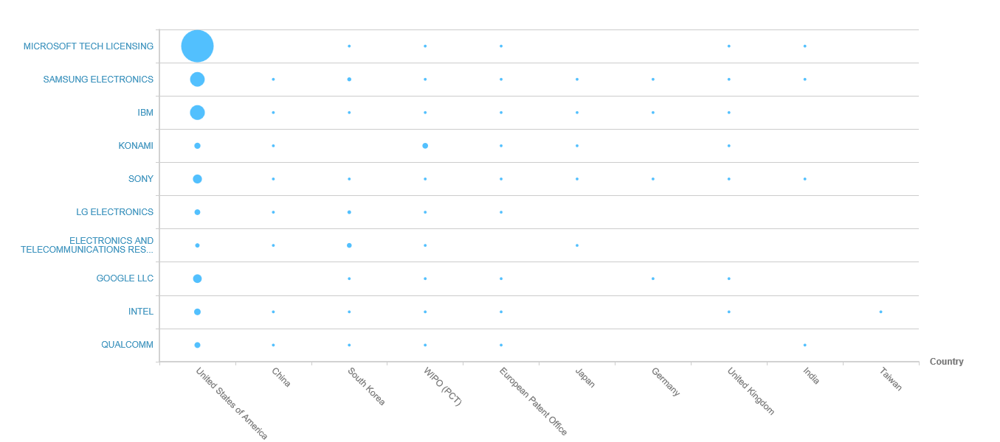 MICROSOFT TECH LICENSING
SAMSUNG ELECTRONICS
IBM
KONAMI
SONY
LG ELECTRONICS
ELECTRONICS AND
TELECOMMUNICATIONS RES...
GOOGLE LLC
INTEL
QUALCOMM
Country
United States of America
China
South Korea
WIPO (PCT)
European Patent Office
Japan
Germany
United Kingdom
India
Taiwan